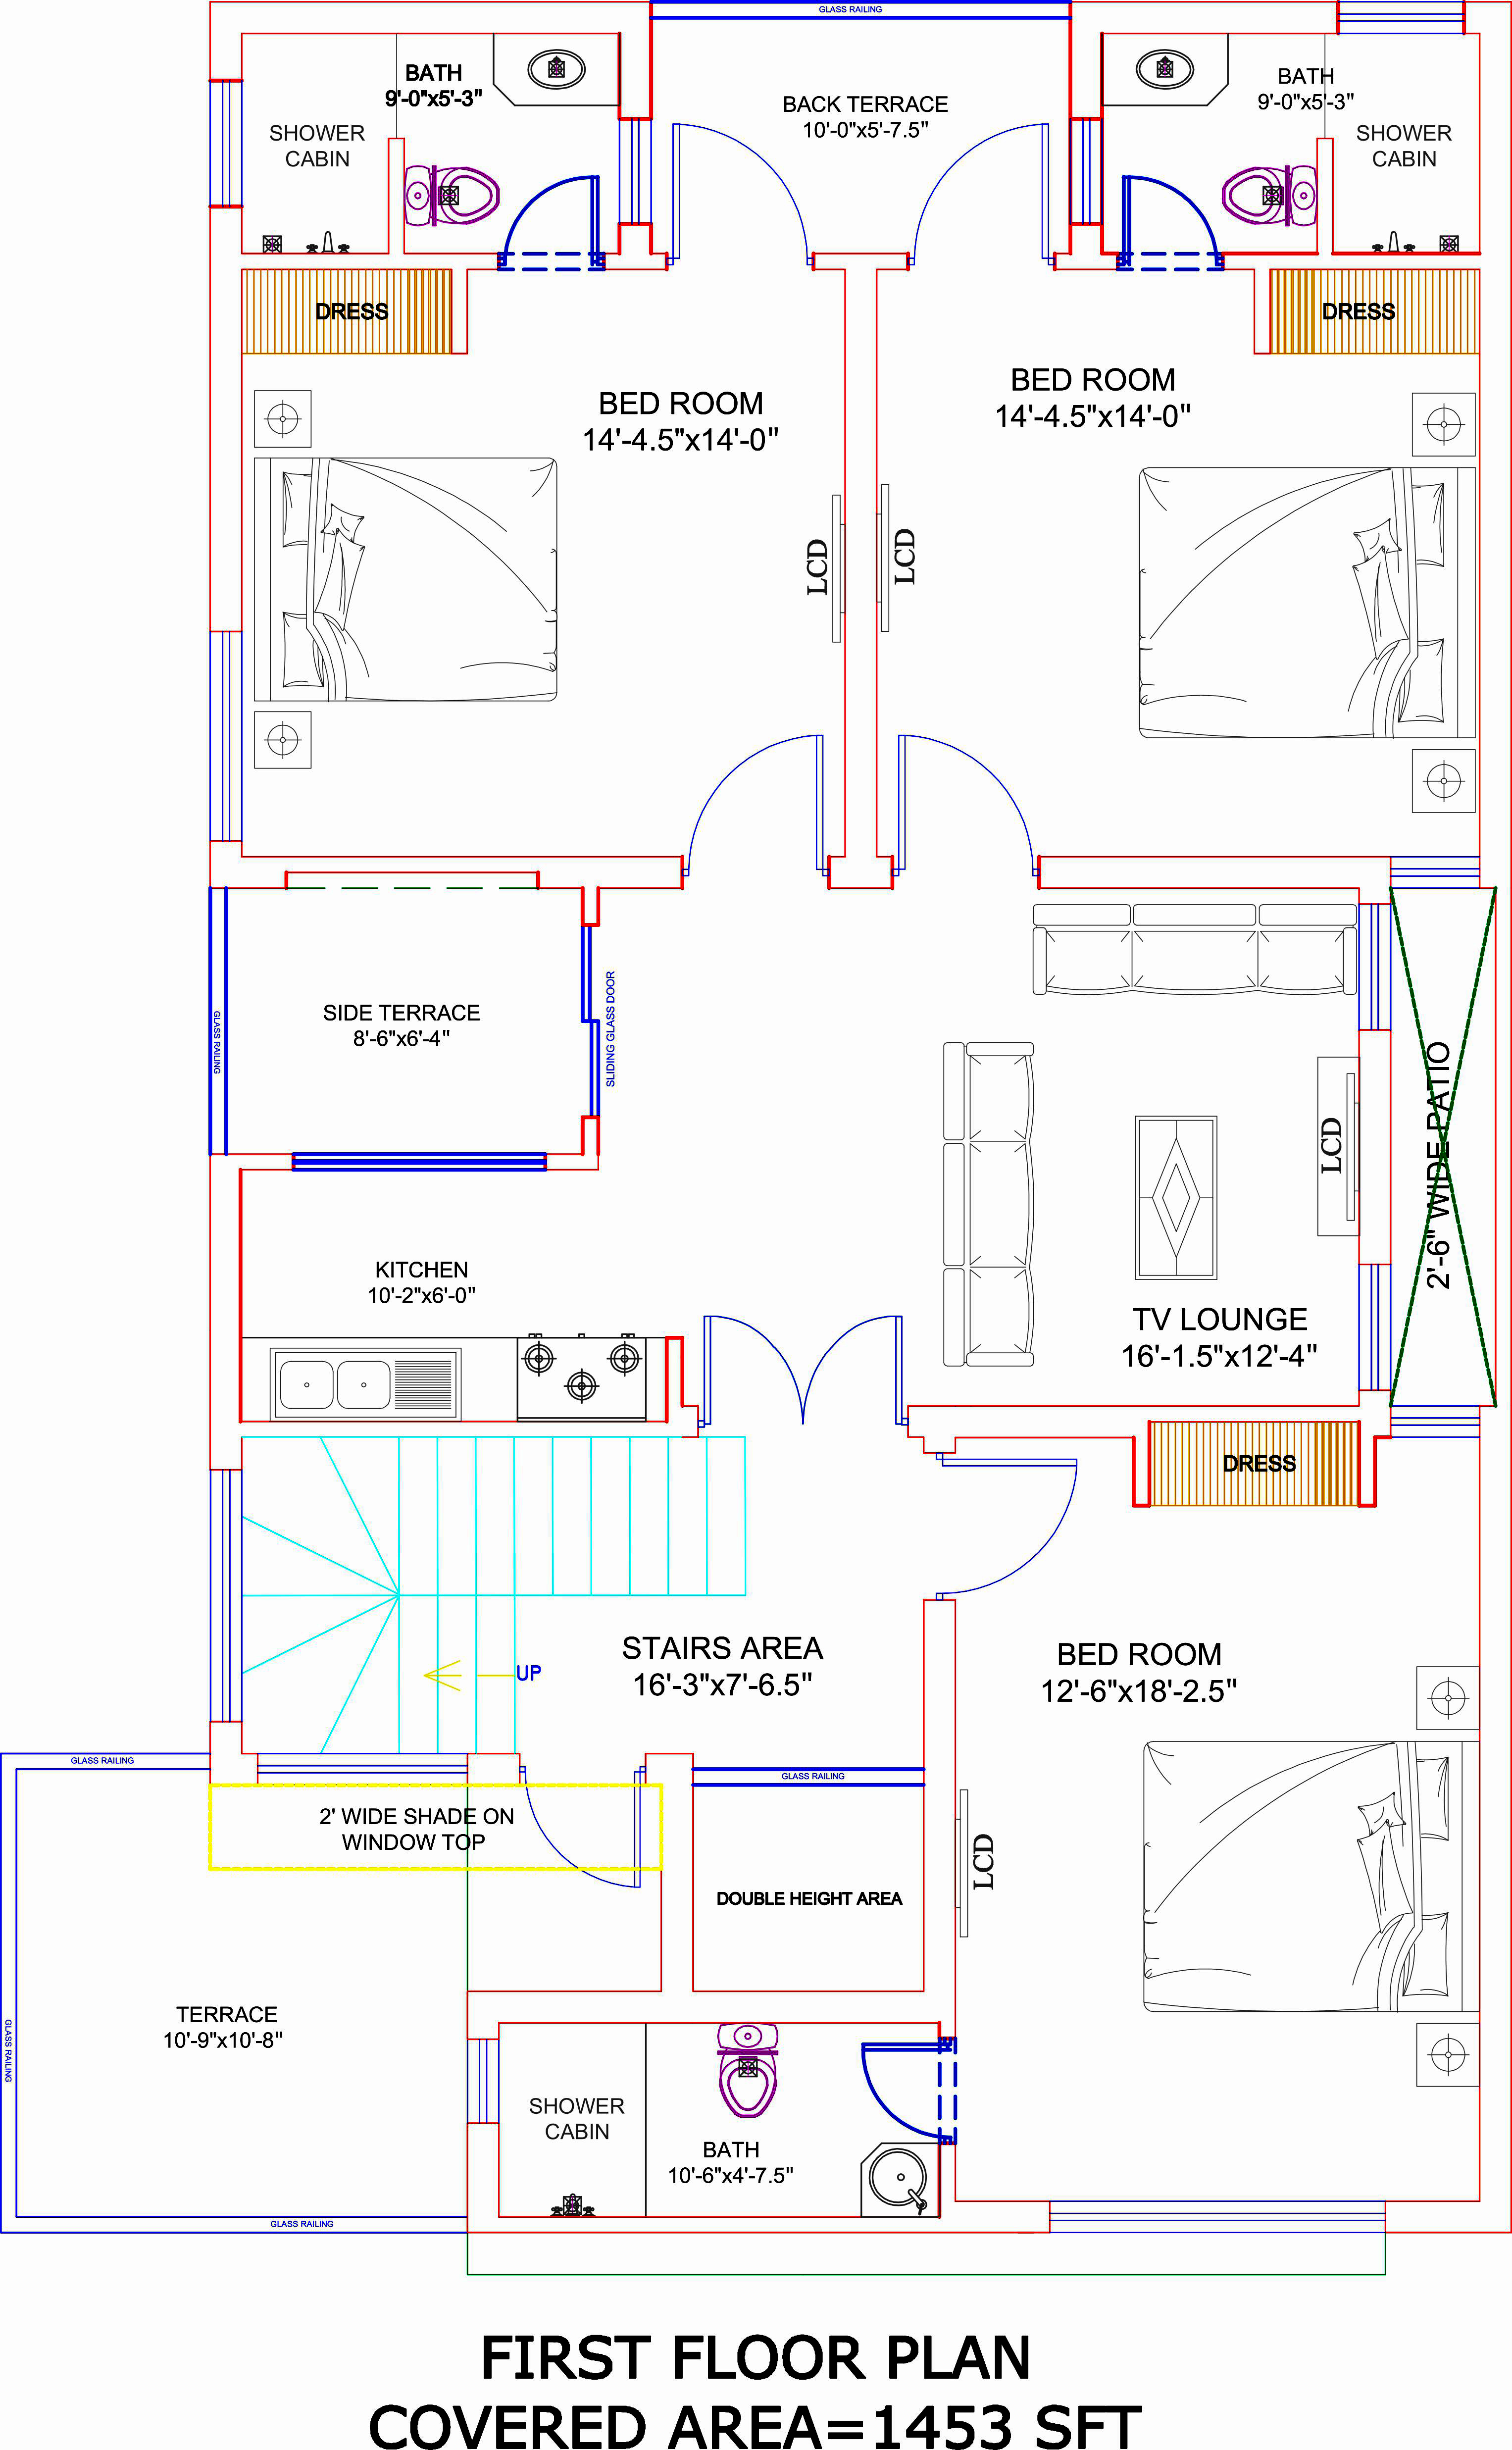 GLASS RAILING
BATH
9'-0"x5'-3"
SHOWER
CABIN
BACK TERRACE
10'-0"x5'-7.5"
BATH
9'-0"x5'-3"
SHOWER
CABIN
DRESS
DRESS
BED ROOM
14'-4.5"x14'-0"
BED ROOM
14'-4.5"x14'-0"
LCD
LCD
SIDE TERRACE
8'-6"x6'-4"
GLASS RAILING
SLIDING GLASS DOOR
LCD
2'-6" WIDE PATIO
KITCHEN
10'-2"x6'-0"
TV LOUNGE
16'-1.5"x12'-4"
DRESS
STAIRS AREA
16'-3"x7'-6.5"
UP
BED ROOM
12'-6"x18'-2.5"
GLASS RAILING
GLASS RAILING
2' WIDE SHADE ON
WINDOW TOP
LCD
DOUBLE HEIGHT AREA
TERRACE
10'-9"x10'-8"
GLASS RAILING
SHOWER
CABIN
BATH
10'-6"x4'-7.5"
GLASS RAILING
FIRST FLOOR PLAN
COVERED AREA=1453 SFT